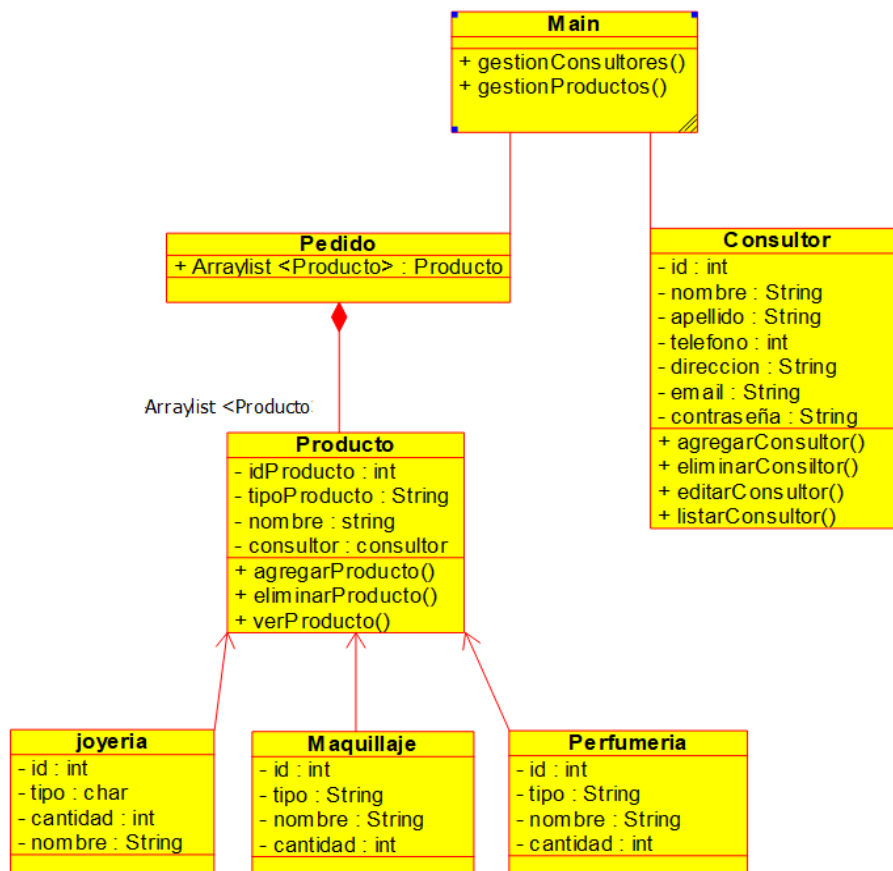 Main
+ gestionConsultores()
+ gestionProductos()
Pedido
+ Arraylist <Producto> : Producto
Consultor
- id : int
- nombre : String
- apellido : String
- telefono : int
- direccion : String
- email : String
- contraseña : String
+ agregarConsultor()
+ eliminarConsiltor()
+ editarConsultor()
+ listarConsultor()
Arraylist <Producto
Producto
- idProducto : int
- tipoProducto : String
- nombre : string
- consultor : consultor
+ agregarProducto()
+ eliminarProducto()
+ verProducto()
joyeria
- id : int
- tipo : char
- cantidad : int
- nombre : String
Maquillaje
- id : int
- tipo : String
- nombre : String
- cantidad : int
Perfumeria
- id : int
- tipo : String
- nombre : String
- cantidad : int